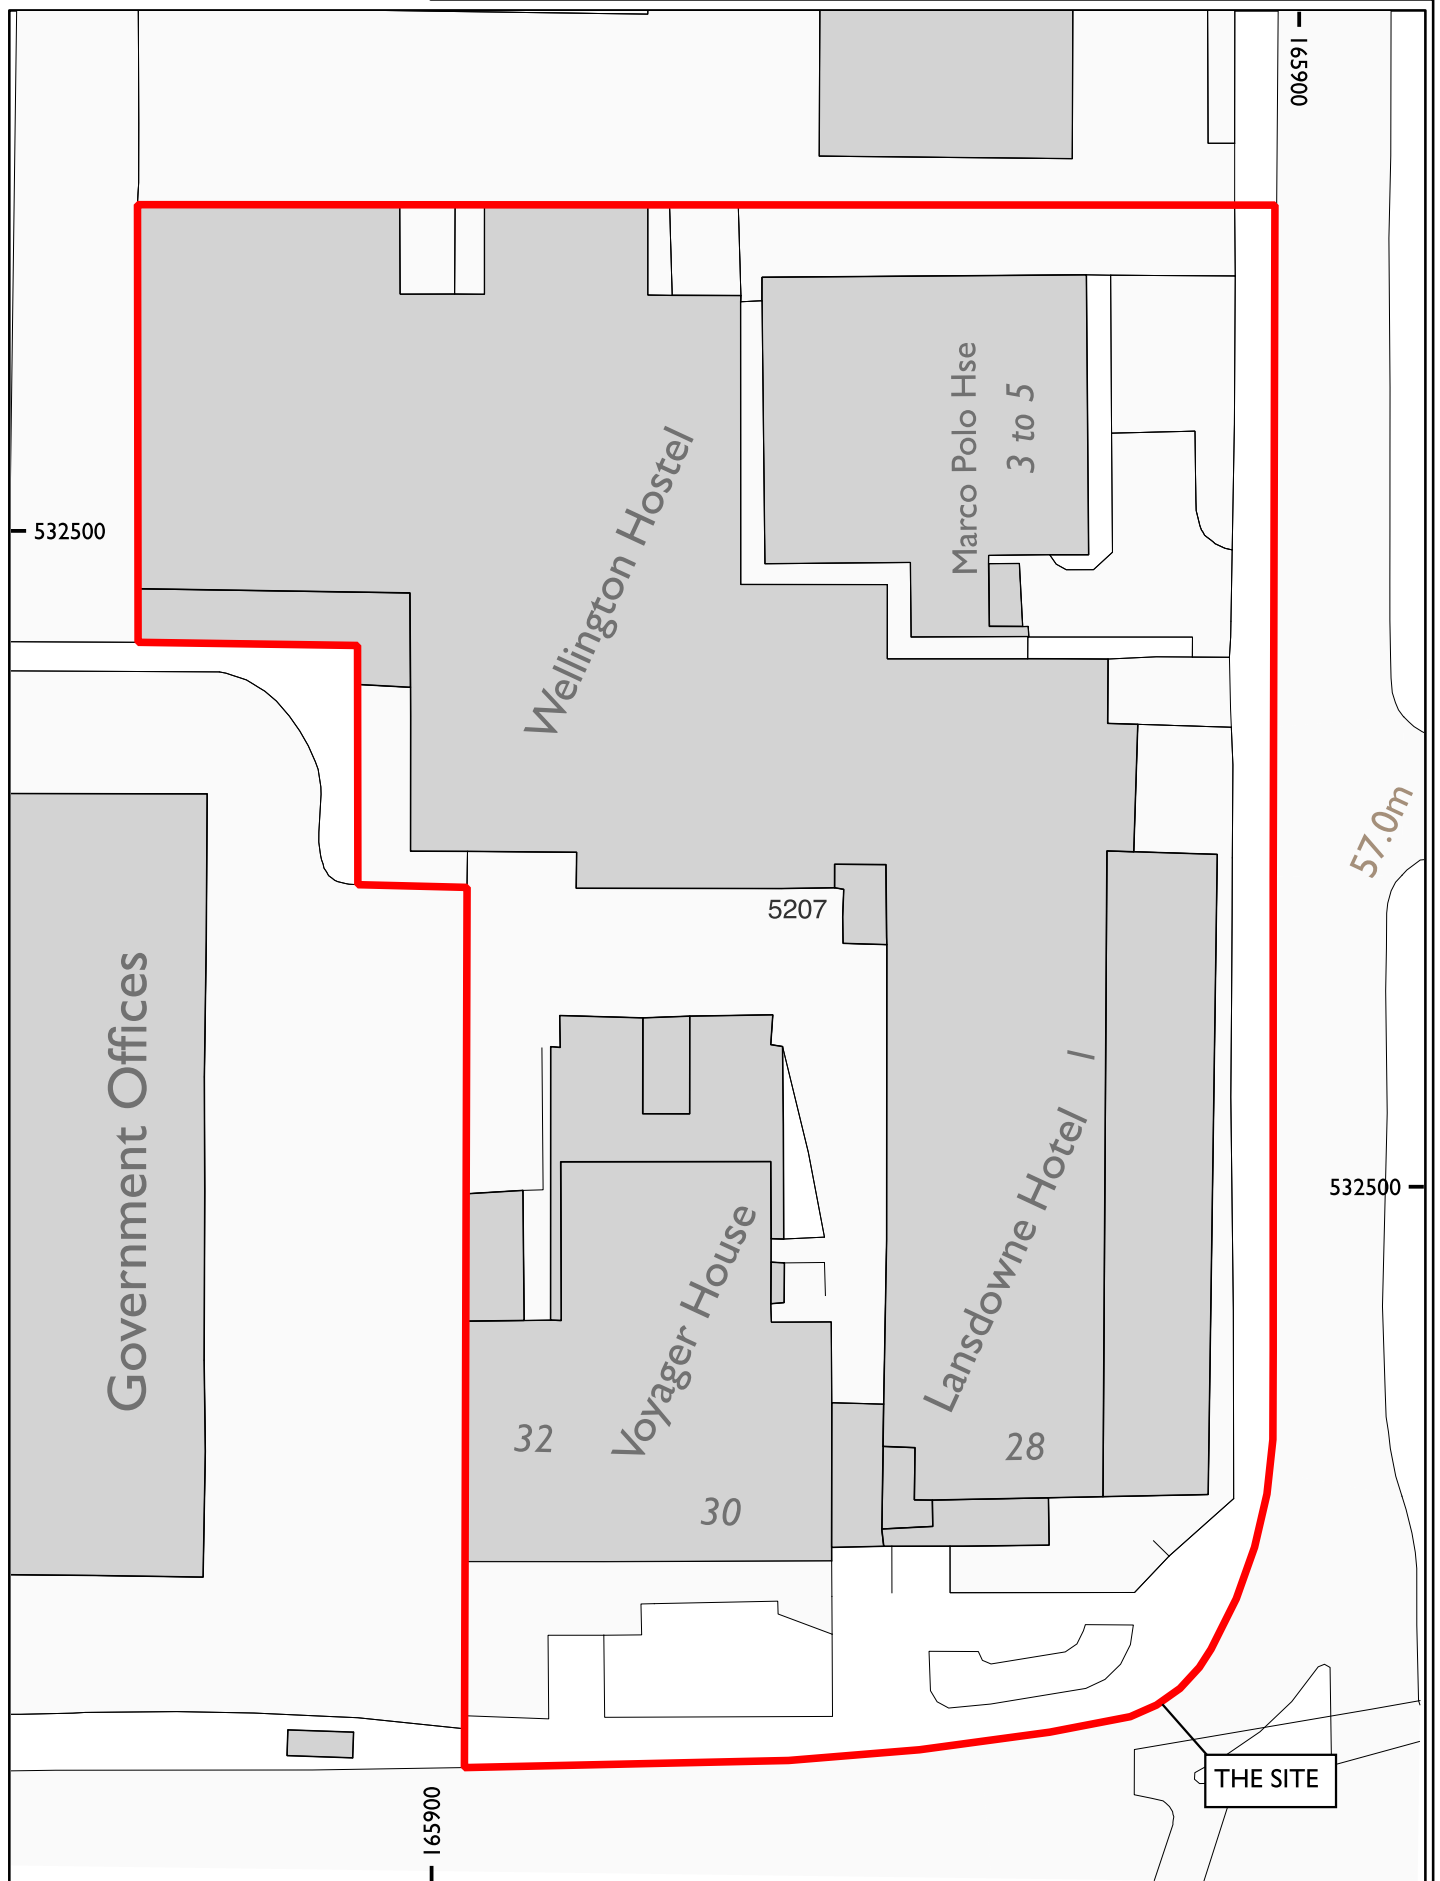 165900
Marco Polo Hse
3 to 5
Wellington Hostel
532500
57.0m
5207
Government Offices
Lansdowne Hotel 1
532500
Voyager House
32
28
30
THE SITE
165900